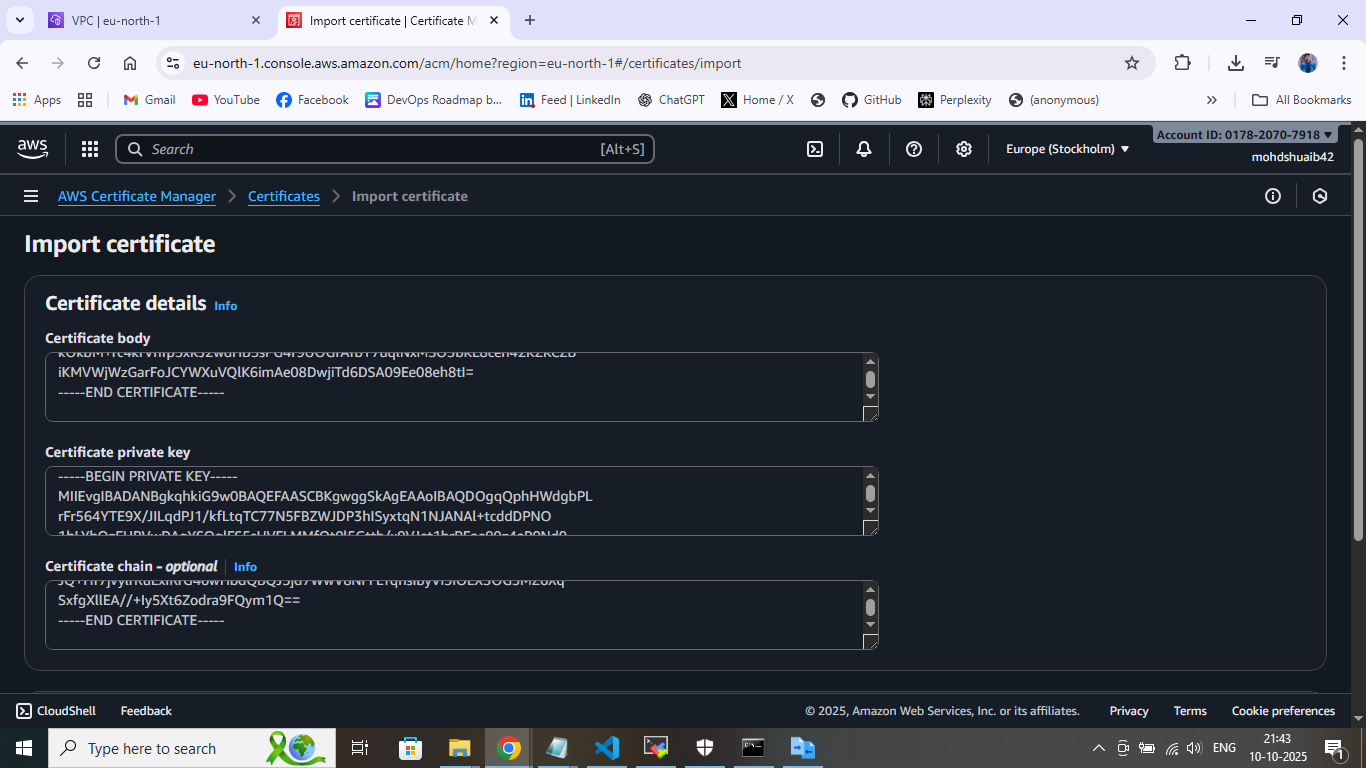 VPC | eu-north-1
Import certificate | Certificate M
eu-north-1.console.aws.amazon.com/acm/home?region=eu-north-1#/certificates/import
Apps
Gmail
YouTube
Facebook
DevOps Roadmap b...
Feed | LinkedIn
ChatGPT
Home / X
GitHub
Perplexity
(anonymous)
All Bookmarks
aws
Search
[Alt+S]
Europe (Stockholm)
Account ID: 0178-2070-7918
mohdshuaib42
AWS Certificate Manager
Certificates
Import certificate
Import certificate
Certificate details Info
Certificate body
iKMVWjWzGarFoJCYWXuVQlK6imAe08DwjiTd6DSA09Ee08eh8tI=
-----END CERTIFICATE-----
Certificate private key
-----BEGIN PRIVATE KEY-----
MIIEvgIBADANBgkqhkiG9w0BAQEFAASCBKgwggSkAgEAAoIBAQDOgqQphHWdgbPL
rFr564YTE9X/JILqdPJ1/kfLtqTC77N5FBZWJDP3hISyxtqN1NJANAl+tcddDPNO
Certificate chain - optional Info
SxfgXllEA//+Iy5Xt6Zodra9FQym1Q==
-----END CERTIFICATE-----
CloudShell
Feedback
© 2025, Amazon Web Services, Inc. or its affiliates.
Privacy
Terms
Cookie preferences
Type here to search
ENG
21:43
10-10-2025
1